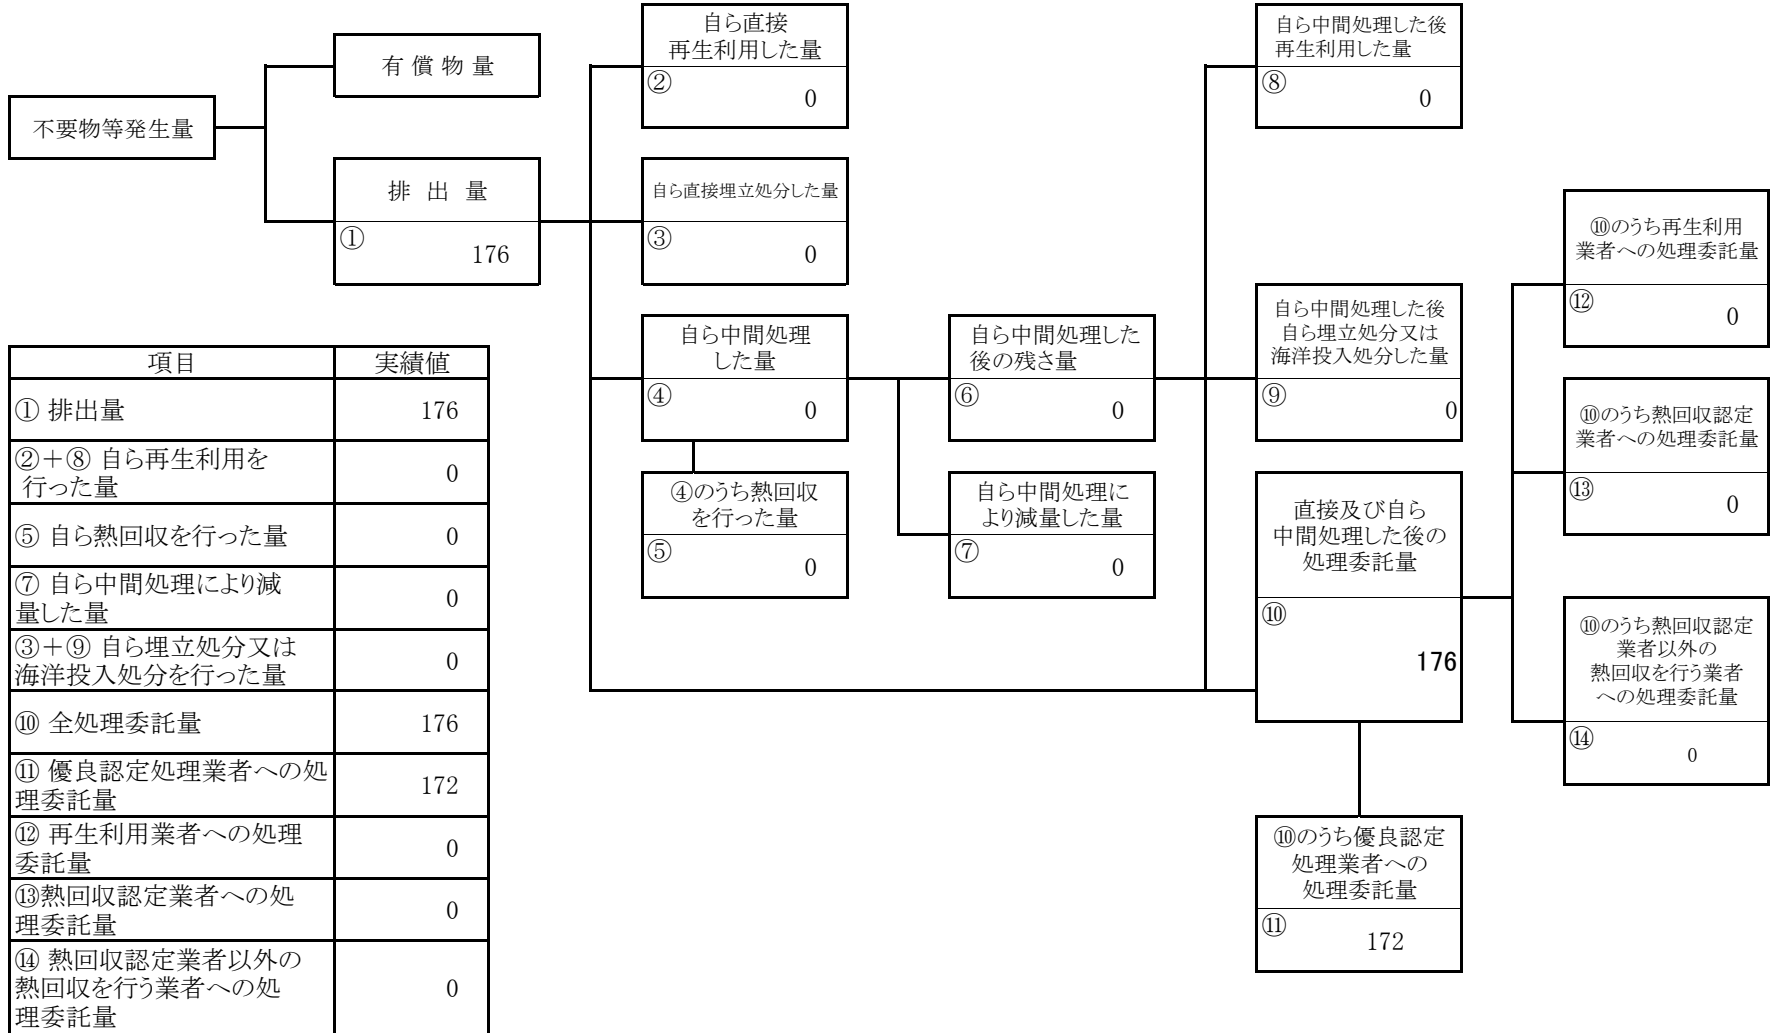 不要物等発生量
有 償 物 量
排 出 量
①
176
自ら直接
再生利用した量
②
0
自ら直接埋立処分した量
③
0
自ら中間処理
した量
④
0
④のうち熱回収
を行った量
⑤
0
自ら中間処理した
後の残さ量
⑥
0
自ら中間処理に
より減量した量
⑦
0
自ら中間処理した後
再生利用した量
⑧
0
自ら中間処理した後
自ら埋立処分又は
海洋投入処分した量
⑨
0
直接及び自ら
中間処理した後の
処理委託量
⑩
176
⑩のうち優良認定
処理業者への
処理委託量
⑪
172
⑩のうち再生利用
業者への処理委託量
⑫
0
⑩のうち熱回収認定
業者への処理委託量
⑬
0
⑩のうち熱回収認定
業者以外の
熱回収を行う業者
への処理委託量
⑭
0
項目 実績値
① 排出量 176
②＋⑧ 自ら再生利用を
行った量 0
⑤ 自ら熱回収を行った量 0
⑦ 自ら中間処理により減
量した量 0
③＋⑨ 自ら埋立処分又は
海洋投入処分を行った量 0
⑩ 全処理委託量 176
⑪ 優良認定処理業者への処
理委託量 172
⑫ 再生利用業者への処理
委託量 0
⑬熱回収認定業者への処
理委託量 0
⑭ 熱回収認定業者以外の
熱回収を行う業者への処
理委託量 0